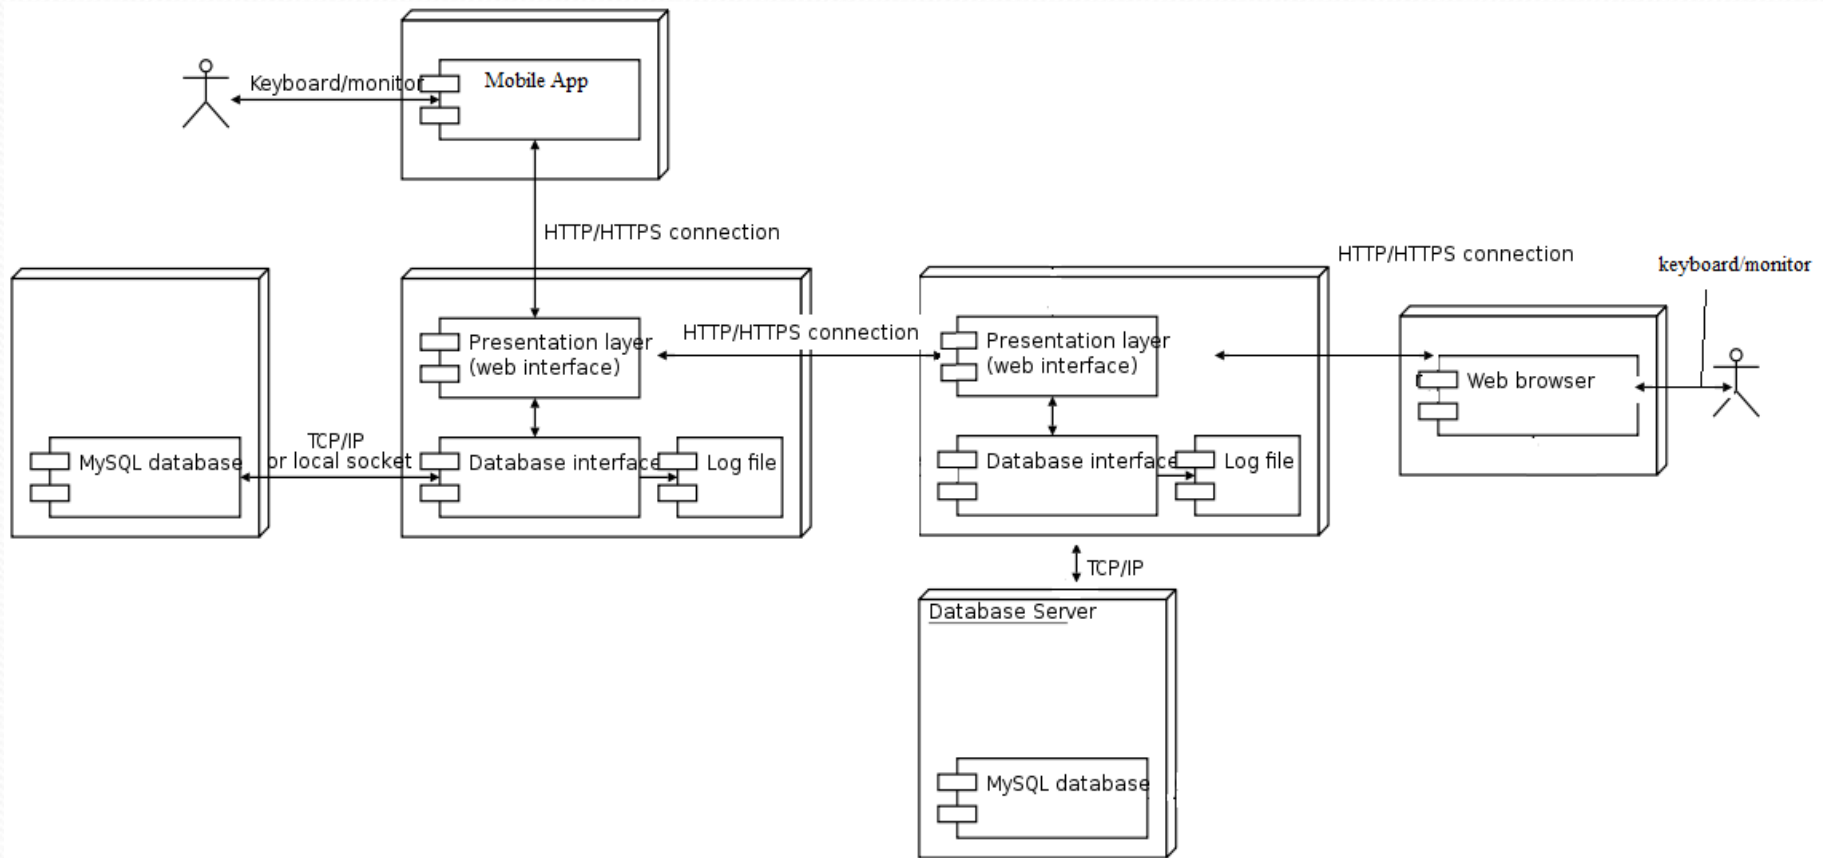 Keyboard/monitor
Mobile App
HTTP/HTTPS connection
HTTP/HTTPS connection
keyboard/monitor
Presentation layer
(web interface)
HTTP/HTTPS connection
Presentation layer
(web interface)
Web browser
MySQL database
TCP/IP
or local socket
Database interface
Log file
Database interface
Log file
TCP/IP
Database Server
MySQL database